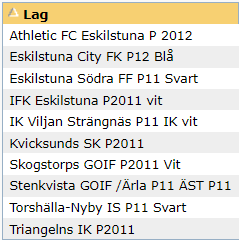 Lag
Athletic FC Eskilstuna P 2012
Eskilstuna City FK P12 Blå
Eskilstuna Södra FF P11 Svart
IFK Eskilstuna P2011 vit
IK Viljan Strängnäs P11 IK vit
Kvicksunds SK P2011
Skogstorps GOIF P2011 Vit
Stenkvista GOIF /Ärla P11 ÄST P11
Torshälla-Nyby IS P11 Svart
Triangelns IK P2011